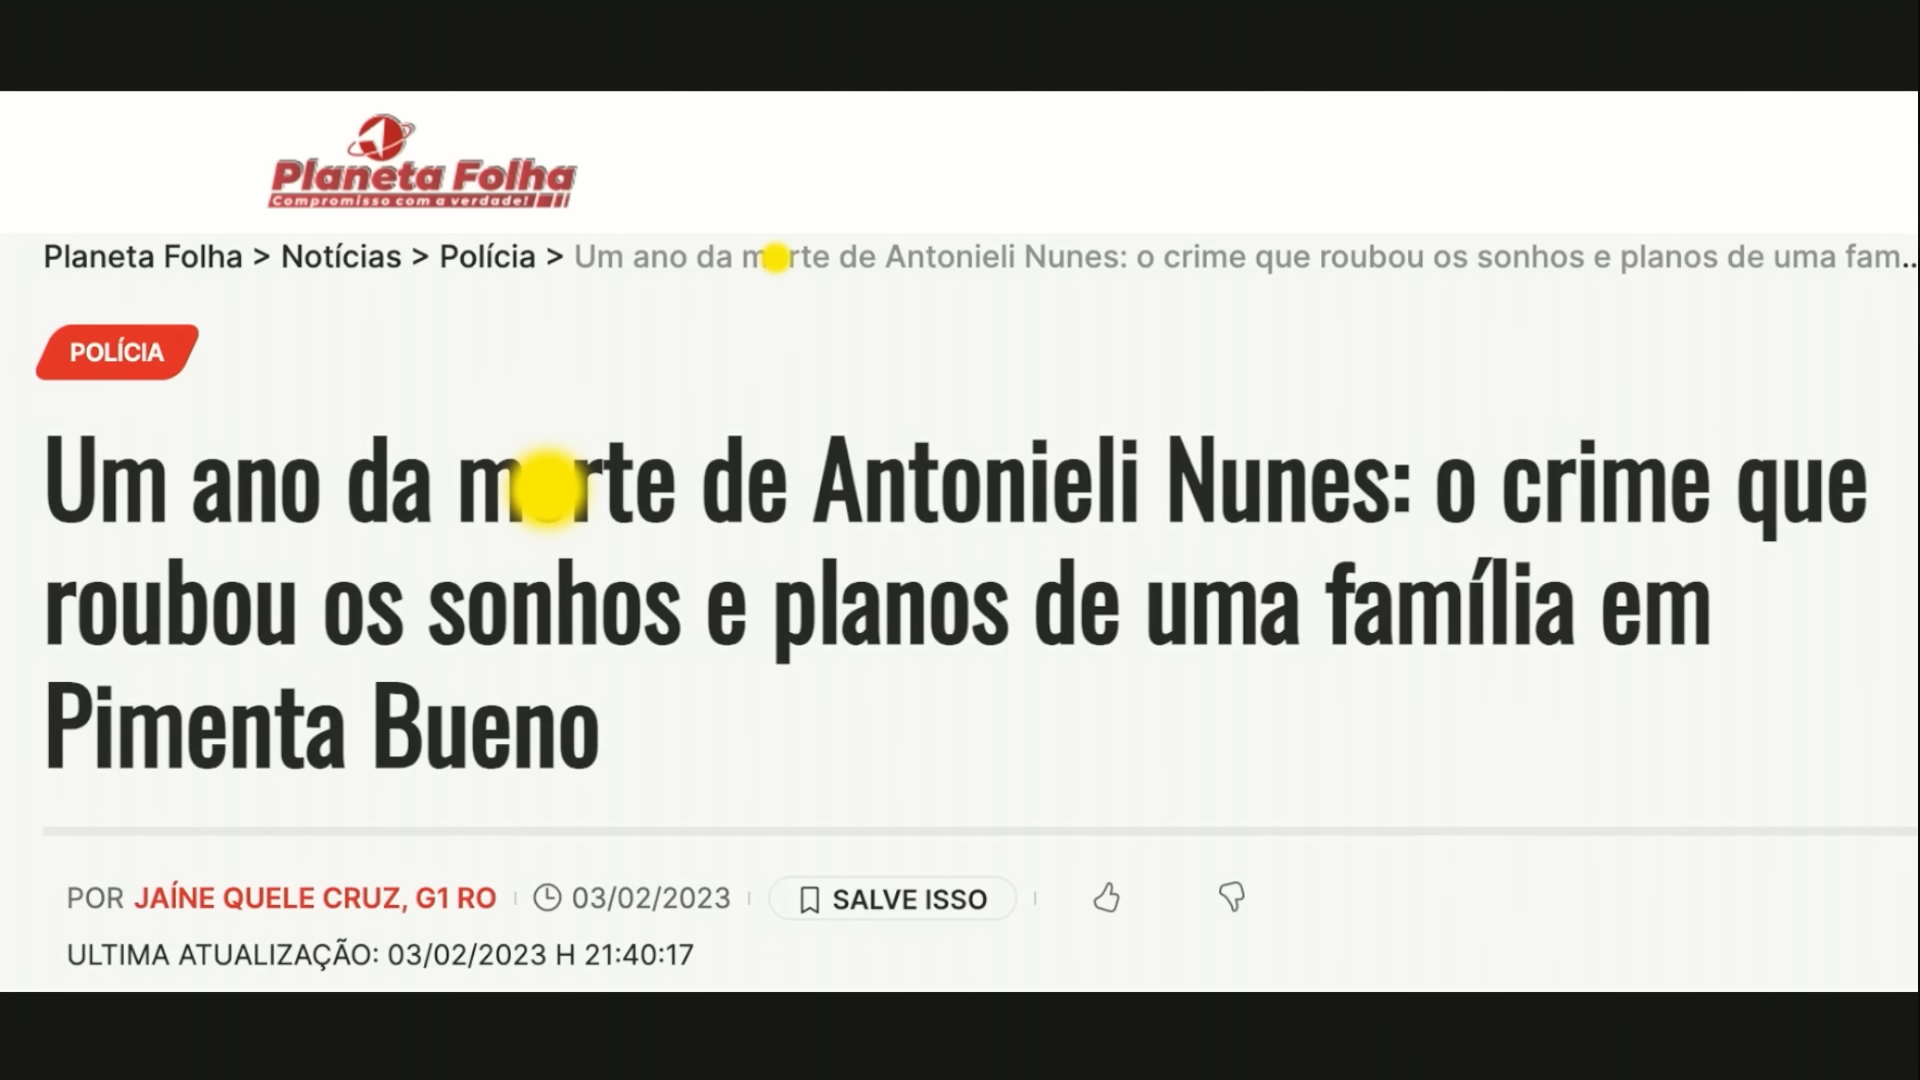 Planeta Folha
Compromisso com a verdade!
Planeta Folha > Notícias > Polícia > Um ano da m rte de Antonieli Nunes: o crime que roubou os sonhos e planos de uma fam...
POLÍCIA
Um ano da m rte de Antonieli Nunes: o crime que
roubou os sonhos e planos de uma família em
Pimenta Bueno
POR JAÍNE QUELE CRUZ, G1 RO 03/02/2023 SALVE ISSO
ULTIMA ATUALIZAÇÃO: 03/02/2023 H 21:40:17